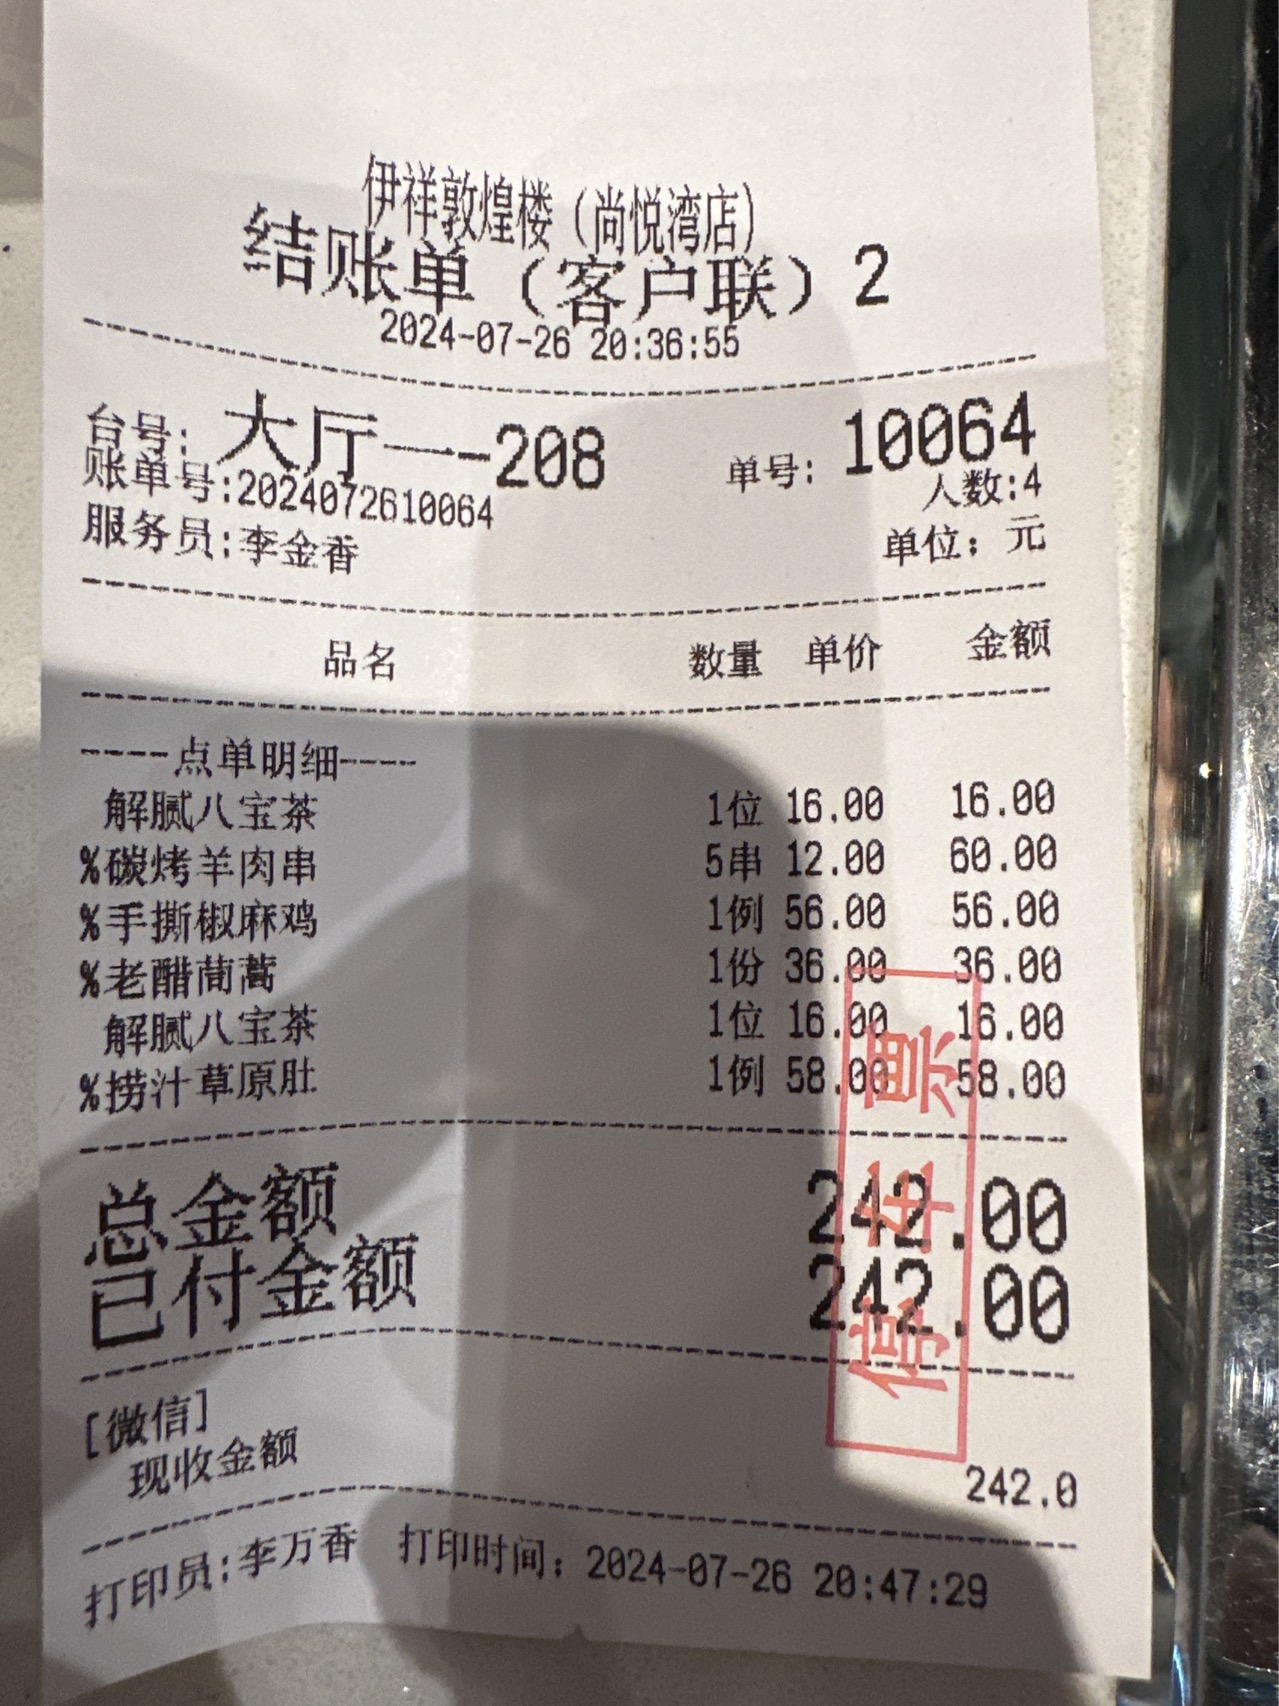 伊祥敦煌楼（尚悦湾店）
结账单（客户联）2
2024-07-26 20:36:55
台号: 大厅一-208 单号: 10064
账单号:2024072610064 人数:4
服务员:李金香 单位: 元
品名 数量 单价 金额
----点单明细----
解腻八宝茶 1位 16.00 16.00
%碳烤羊肉串 5串 12.00 60.00
%手撕椒麻鸡 1例 56.00 56.00
%老醋茼蒿 1份 36.00 36.00
解腻八宝茶 1位 16.00 16.00
%捞汁草原肚 1例 58.00 58.00
总金额 242.00
已付金额 242.00
停车票
[微信]
现收金额 242.0
打印员:李万香 打印时间: 2024-07-26 20:47:29